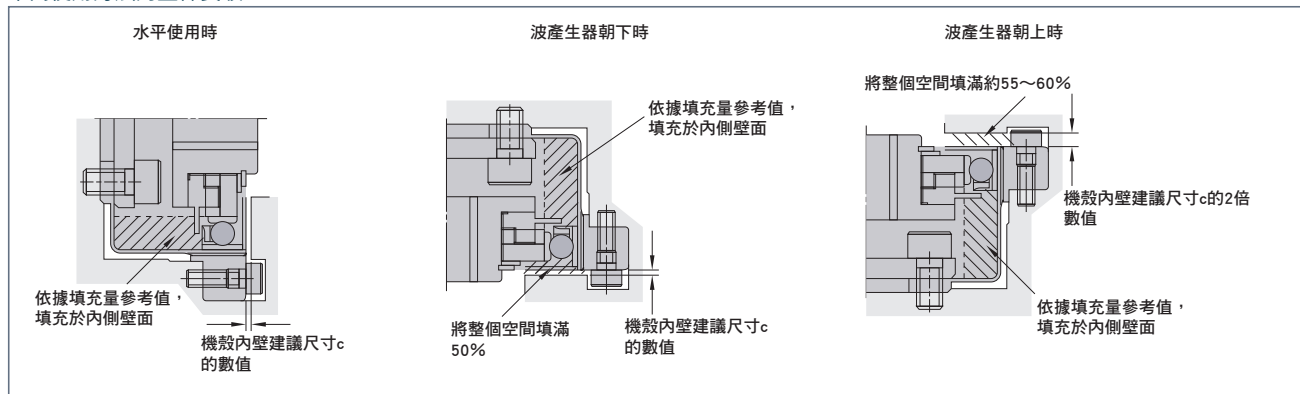 水平使用時
依據填充量參考值，
填充於內側壁面
機殼內壁建議尺寸c
的數值
波產生器朝下時
依據填充量參考值，
填充於內側壁面
將整個空間填滿
50%
機殼內壁建議尺寸c
的數值
波產生器朝上時
將整個空間填滿約55～60%
機殼內壁建議尺寸c的2倍
數值
依據填充量參考值，
填充於內側壁面